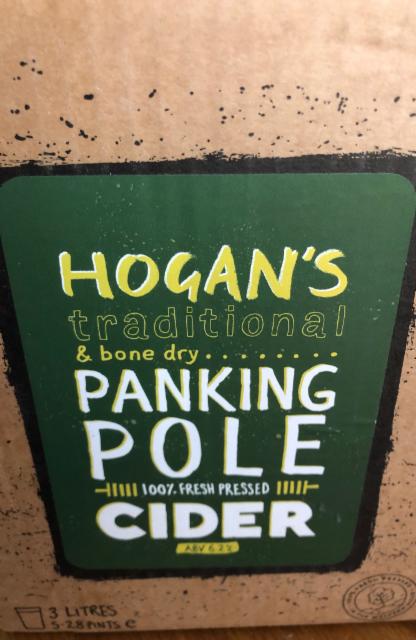 HOGAN'S
traditional
& bone dry........
PANKING
POLE
100% FRESH PRESSED
CIDER
ABV 6.2%
3 LITRES
5.28 PINTS e